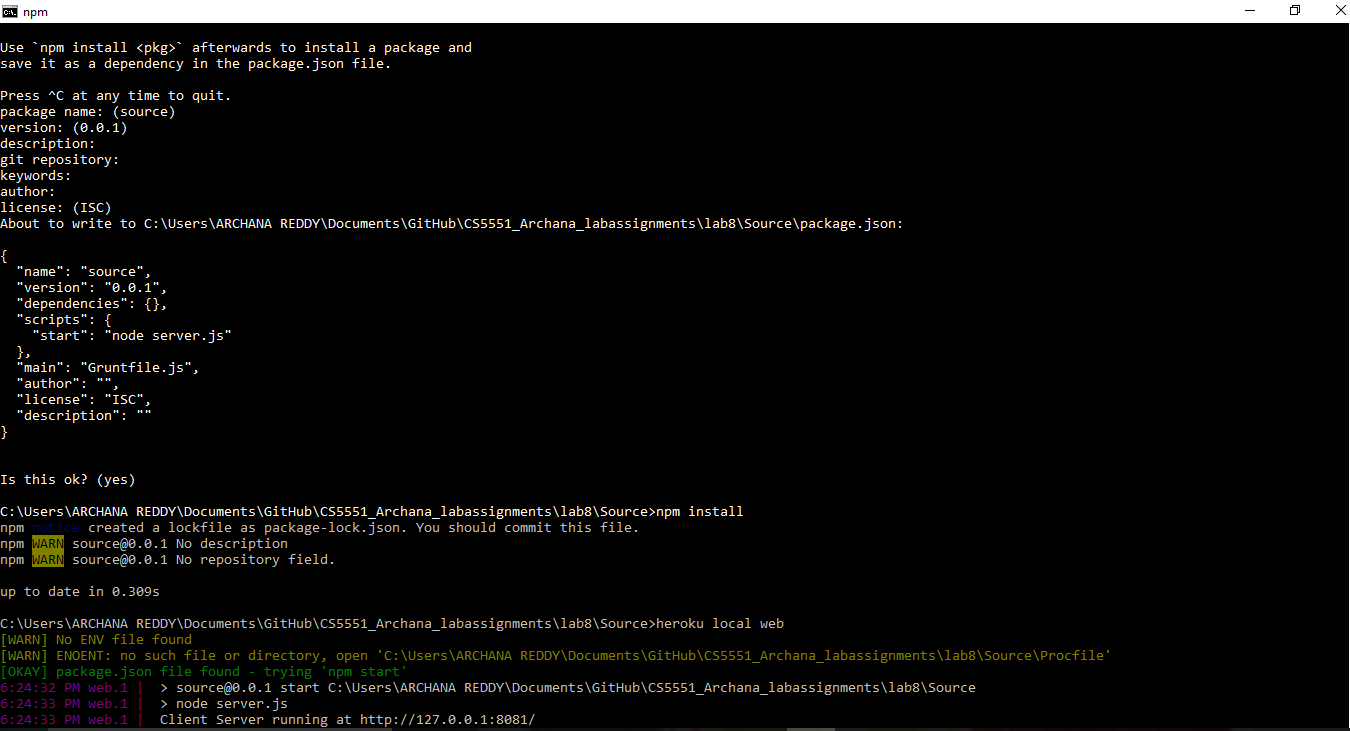 npm
Use `npm install <pkg>` afterwards to install a package and
save it as a dependency in the package.json file.
Press ^C at any time to quit.
package name: (source)
version: (0.0.1)
description:
git repository:
keywords:
author:
license: (ISC)
About to write to C:\Users\ARCHANA REDDY\Documents\GitHub\CS5551_Archana_labassignments\lab8\Source\package.json:
{
  "name": "source",
  "version": "0.0.1",
  "dependencies": {},
  "scripts": {
    "start": "node server.js"
  },
  "main": "Gruntfile.js",
  "author": "",
  "license": "ISC",
  "description": ""
}
Is this ok? (yes)
C:\Users\ARCHANA REDDY\Documents\GitHub\CS5551_Archana_labassignments\lab8\Source>npm install
npm notice created a lockfile as package-lock.json. You should commit this file.
npm WARN source@0.0.1 No description
npm WARN source@0.0.1 No repository field.
up to date in 0.309s
C:\Users\ARCHANA REDDY\Documents\GitHub\CS5551_Archana_labassignments\lab8\Source>heroku local web
[WARN] No ENV file found
[WARN] ENOENT: no such file or directory, open 'C:\Users\ARCHANA REDDY\Documents\GitHub\CS5551_Archana_labassignments\lab8\Source\Procfile'
[OKAY] package.json file found - trying 'npm start'
6:24:32 PM web.1 |  > source@0.0.1 start C:\Users\ARCHANA REDDY\Documents\GitHub\CS5551_Archana_labassignments\lab8\Source
6:24:33 PM web.1 |  > node server.js
6:24:33 PM web.1 |  Client Server running at http://127.0.0.1:8081/